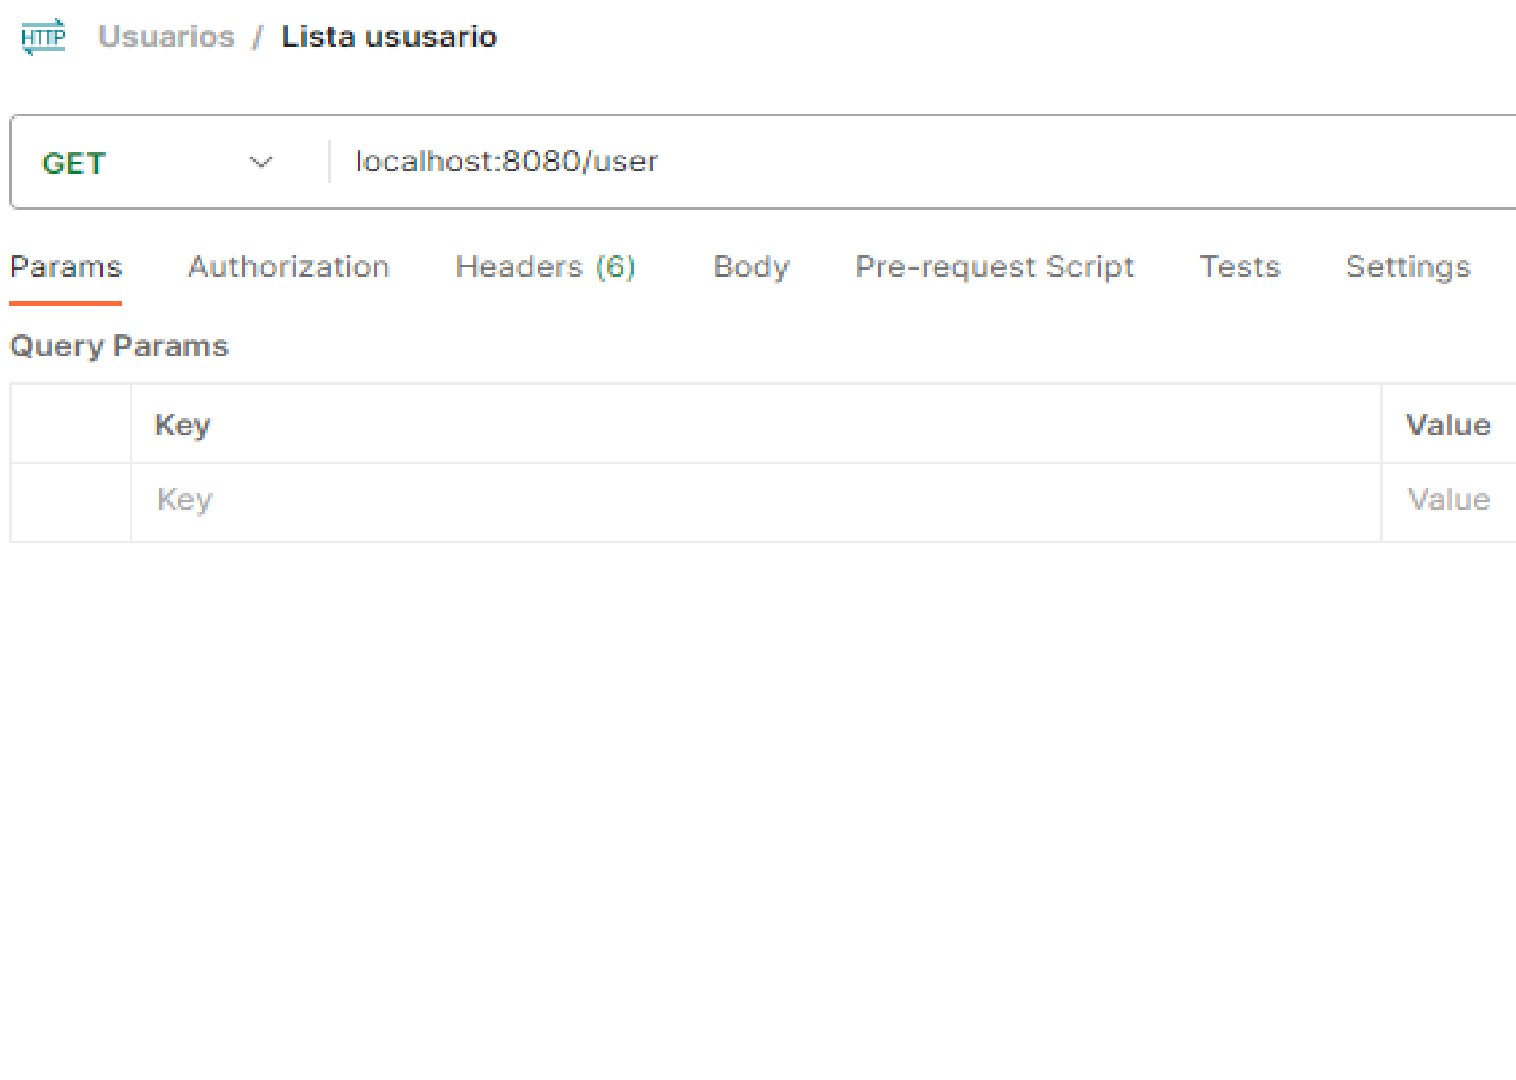 HTTP Usuarios / Lista ususario
GET localhost:8080/user
Params Authorization Headers (6) Body Pre-request Script Tests Settings
Query Params
Key Value
Key Value